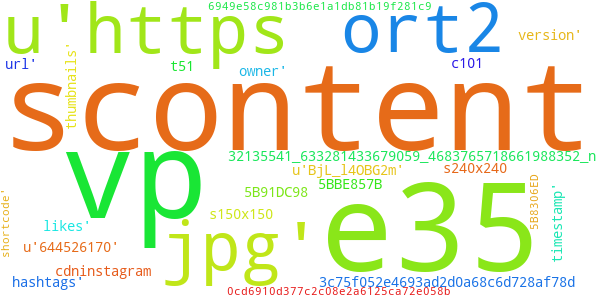 6949e58c981b3b6e1a1db81b19f281c9
u'https ort2
version'
url' thumbnails' t51 owner' c101
scontent
32135541_633281433679059_4683765718661988352_n
vp u'BjL_l4OBG2m' s240x240
5B91DC98 5BBE857B e35 5B8306ED
shortcode' s150x150 timestamp'
likes' jpg'
u'644526170'
cdninstagram
hashtags' 3c75f052e4693ad2d0a68c6d728af78d
0cd6910d377c2c08e2a6125ca72e058b